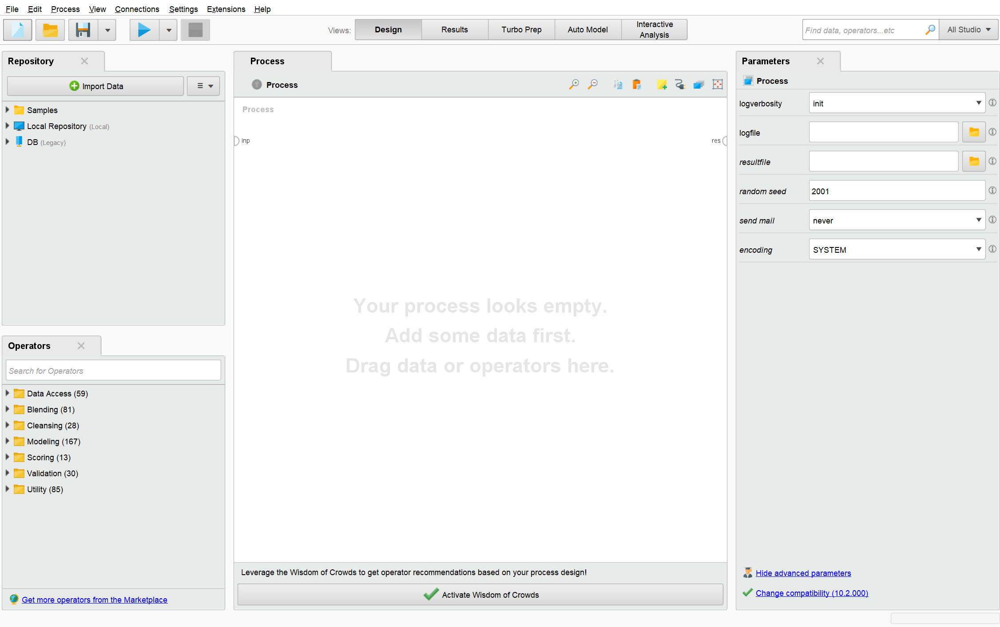 File Edit Process View Connections Settings Extensions Help
Views: Design Results Turbo Prep Auto Model Interactive Analysis
Find data, operators...etc All Studio
Repository
Import Data
Samples
Local Repository (Local)
DB (Legacy)
Operators
Search for Operators
Data Access (59)
Blending (81)
Cleansing (28)
Modeling (167)
Scoring (13)
Validation (30)
Utility (85)
Get more operators from the Marketplace
Process
Process
Process
inp
res
Your process looks empty.
Add some data first.
Drag data or operators here.
Leverage the Wisdom of Crowds to get operator recommendations based on your process design!
Activate Wisdom of Crowds
Parameters
Process
logverbosity init
logfile
resultfile
random seed 2001
send mail never
encoding SYSTEM
Hide advanced parameters
Change compatibility (10.2.000)